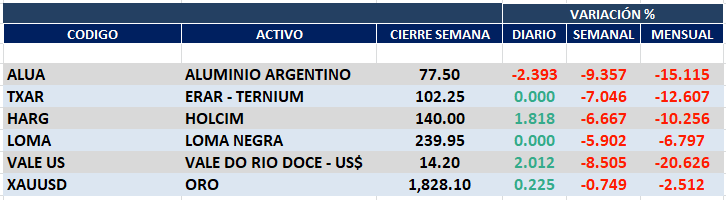 VARIACIÓN %
CODIGO ACTIVO CIERRE SEMANA DIARIO SEMANAL MENSUAL
ALUA ALUMINIO ARGENTINO 77.50 -2.393 -9.357 -15.115
TXAR ERAR - TERNIUM 102.25 0.000 -7.046 -12.607
HARG HOLCIM 140.00 1.818 -6.667 -10.256
LOMA LOMA NEGRA 239.95 0.000 -5.902 -6.797
VALE US VALE DO RIO DOCE - US$ 14.20 2.012 -8.505 -20.626
XAUUSD ORO 1,828.10 0.225 -0.749 -2.512